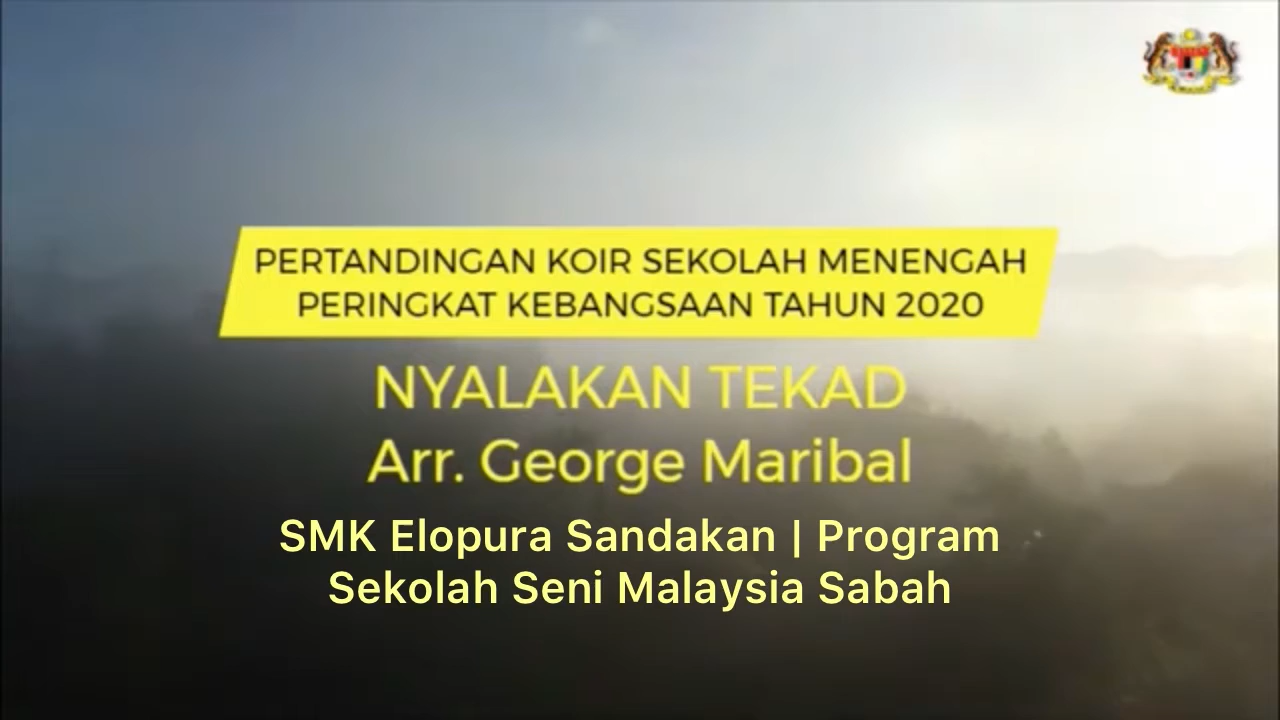 PERTANDINGAN KOIR SEKOLAH MENENGAH
PERINGKAT KEBANGSAAN TAHUN 2020
NYALAKAN TEKAD
Arr. George Maribal
SMK Elopura Sandakan | Program
Sekolah Seni Malaysia Sabah